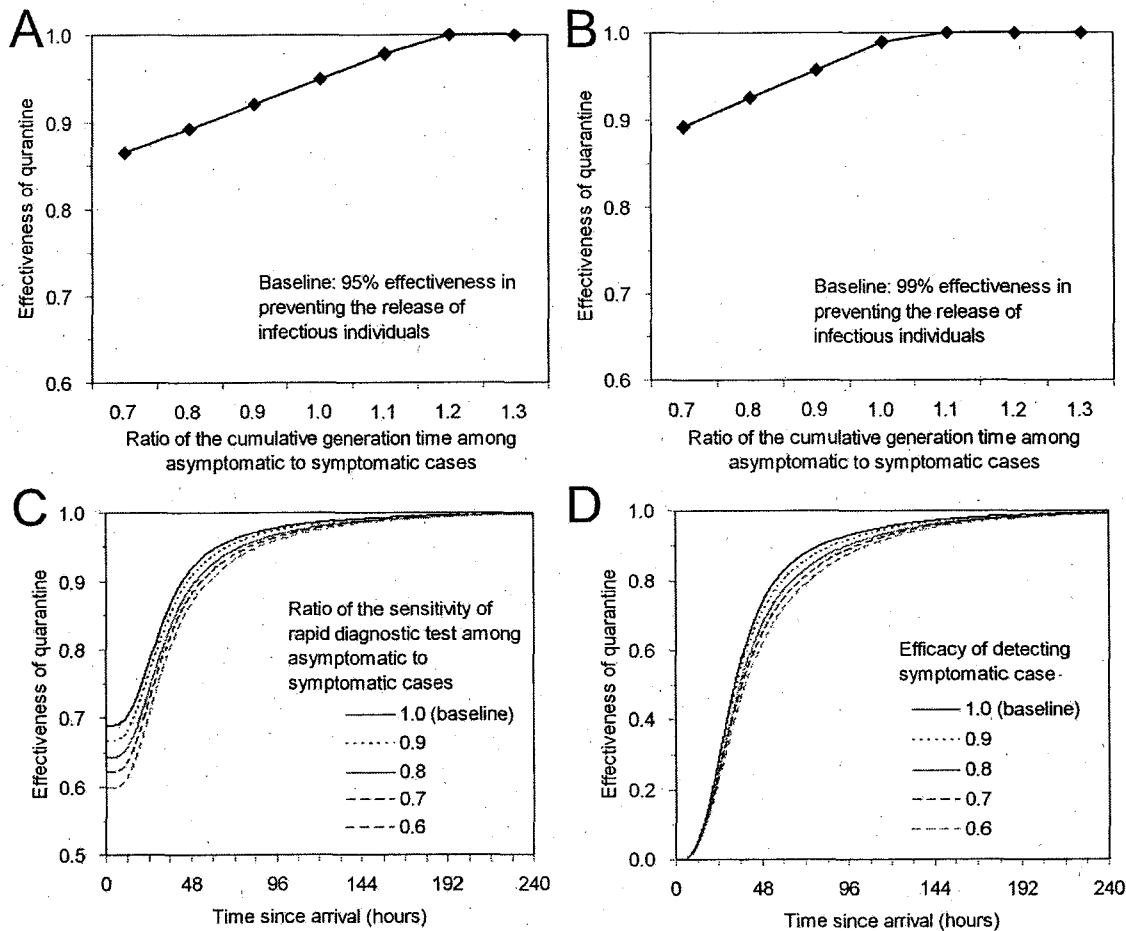 A
Effectiveness of qurantine
1.0
0.9
0.8
0.7
0.6
Baseline: 95% effectiveness in
preventing the release of
infectious individuals
0.7 0.8 0.9 1.0 1.1 1.2 1.3
Ratio of the cumulative generation time among
asymptomatic to symptomatic cases
B
Effectiveness of quarantine
1.0
0.9
0.8
0.7
0.6
Baseline: 99% effectiveness in
preventing the release of
infectious individuals
0.7 0.8 0.9 1.0 1.1 1.2 1.3
Ratio of the cumulative generation time among
asymptomatic to symptomatic cases
C
Effectiveness of quarantine
1.0
0.9
0.8
0.7
0.6
0.5
Ratio of the sensitivity of
rapid diagnostic test among
asymptomatic to
symptomatic cases
1.0 (baseline)
0.9
0.8
0.7
0.6
0 48 96 144 192 240
Time since arrival (hours)
D
Effectiveness of quarantine
1.0
0.8
0.6
0.4
0.2
0.0
Efficacy of detecting
symptomatic case
1.0 (baseline)
0.9
0.8
0.7
0.6
0 48 96 144 192 240
Time since arrival (hours)